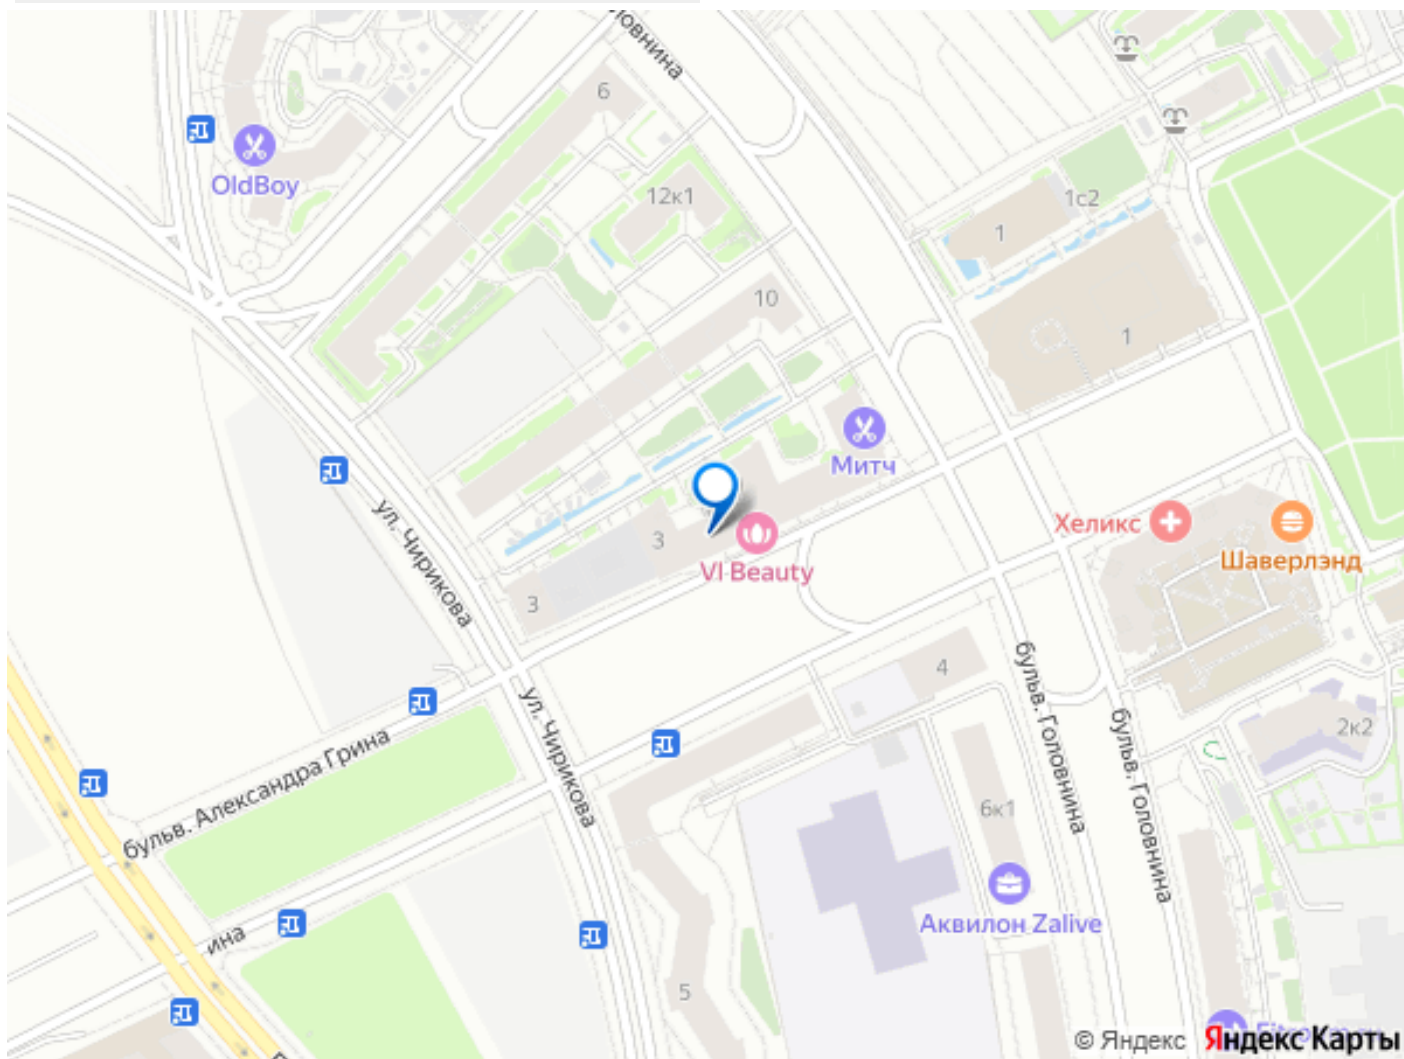 ловнина
6
OldBoy
12к1
1с2
1
10
1
Митч
ул. Чирикова
3
VI Beauty
Хеликс
Шаверлэнд
3
4
бульв. Головнина
2к2
ул. Чирикова
бульв. Головнина
бульв. Александра Грина
6к1
Аквилон Zalive
ина
5
© Яндекс Яндекс Карты